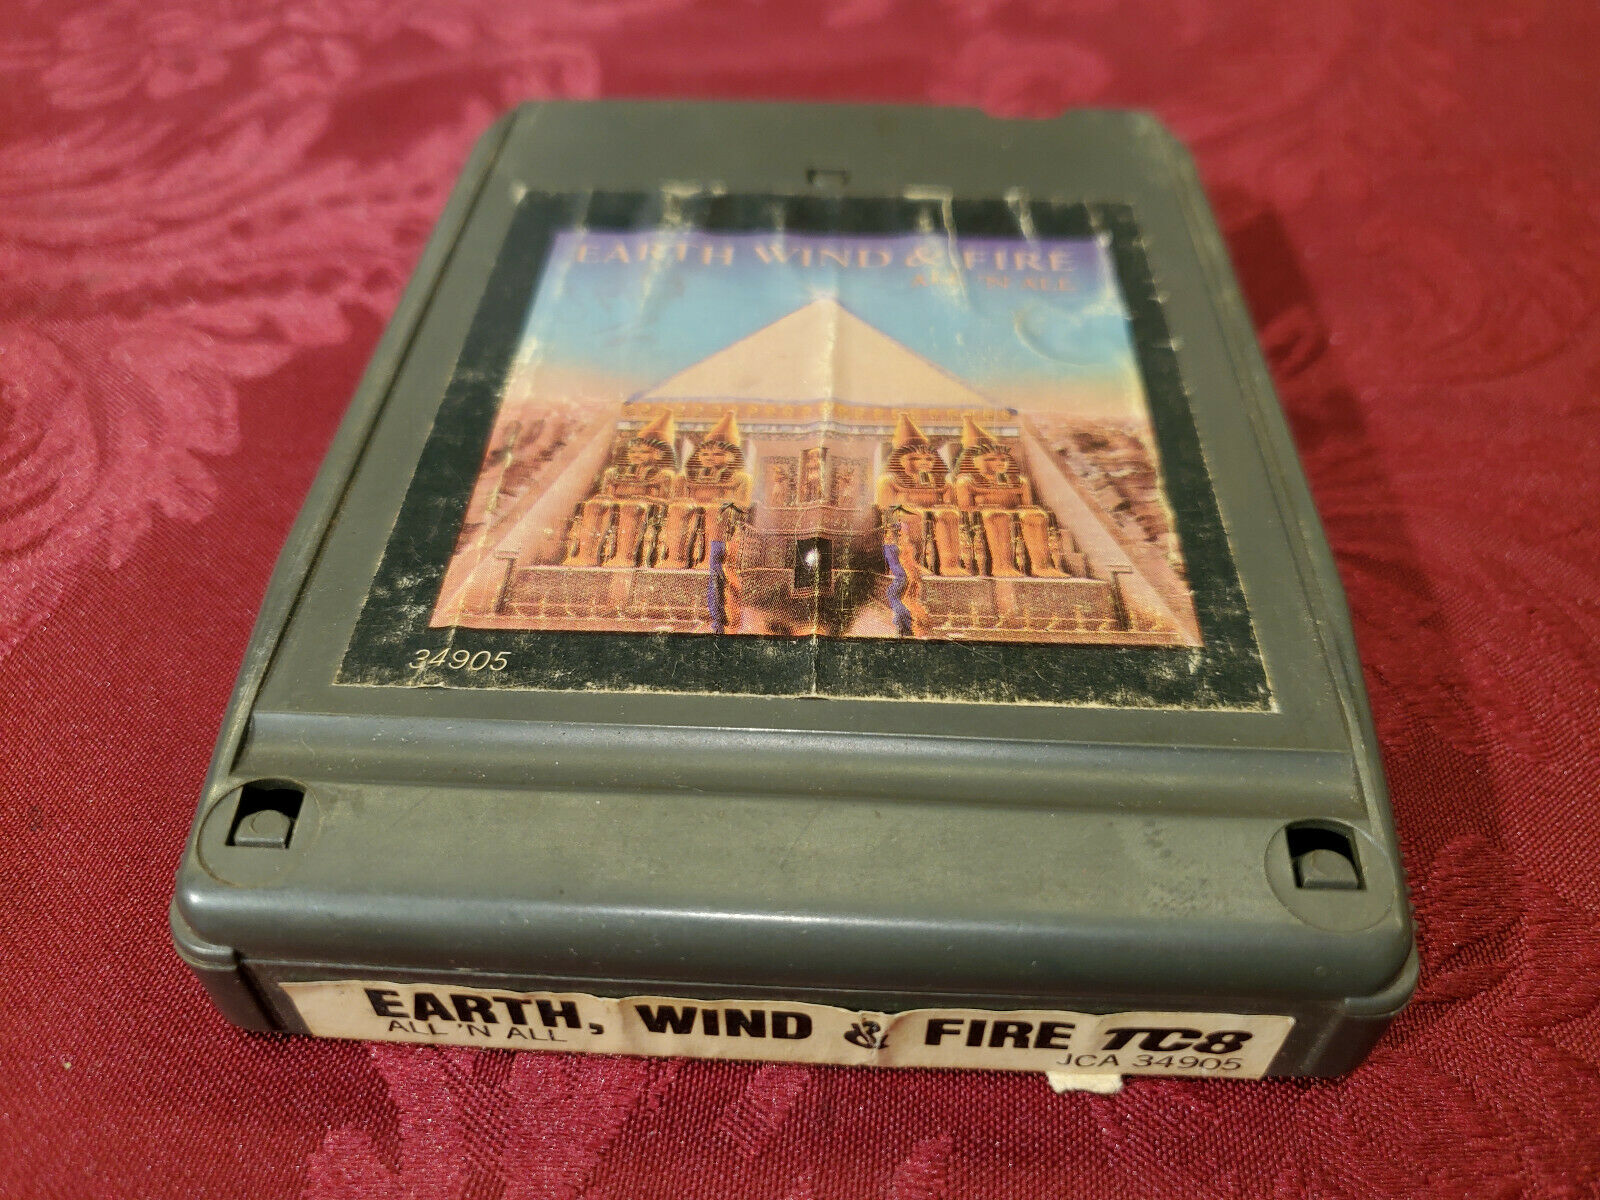 EARTH WIND & FIRE
ALL 'N ALL
34905
EARTH, WIND & FIRE TC8
ALL 'N ALL
JCA 34905